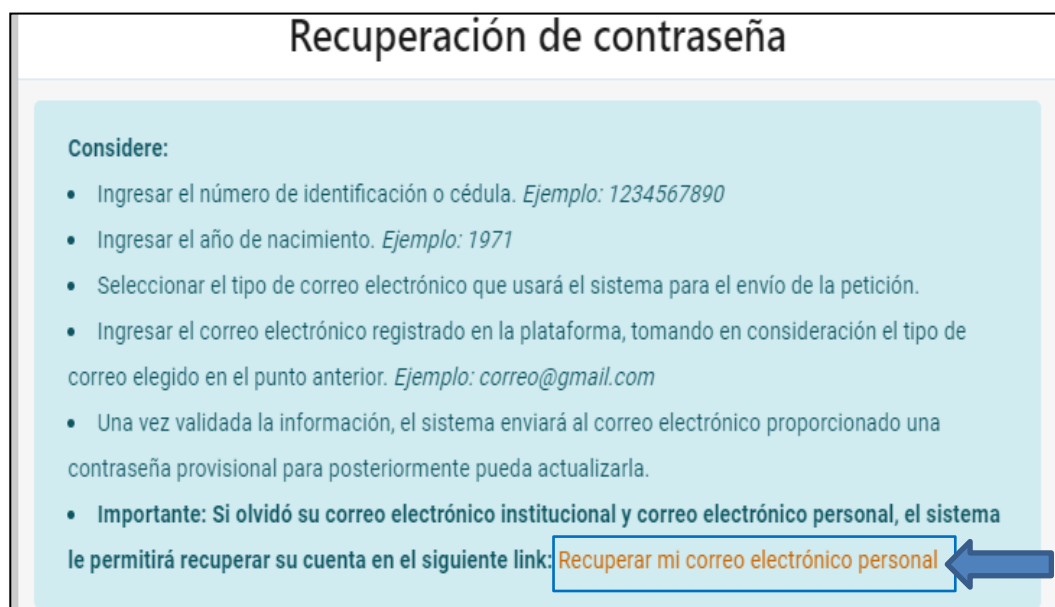 Recuperación de contraseña
Considere:
• Ingresar el número de identificación o cédula. Ejemplo: 1234567890
• Ingresar el año de nacimiento. Ejemplo: 1971
• Seleccionar el tipo de correo electrónico que usará el sistema para el envío de la petición.
• Ingresar el correo electrónico registrado en la plataforma, tomando en consideración el tipo de
correo elegido en el punto anterior. Ejemplo: correo@gmail.com
• Una vez validada la información, el sistema enviará al correo electrónico proporcionado una
contraseña provisional para posteriormente pueda actualizarla.
• Importante: Si olvidó su correo electrónico institucional y correo electrónico personal, el sistema
le permitirá recuperar su cuenta en el siguiente link: Recuperar mi correo electrónico personal